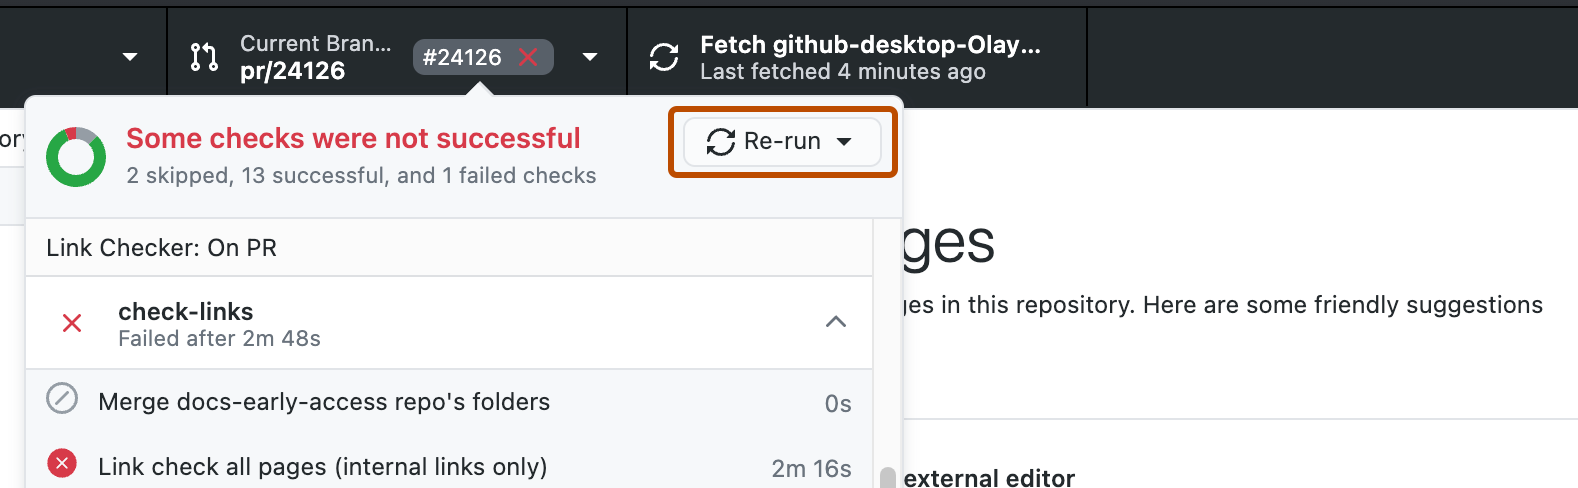 Current Bran...
pr/24126
#24126
Fetch github-desktop-Olay...
Last fetched 4 minutes ago
Some checks were not successful
2 skipped, 13 successful, and 1 failed checks
Re-run
Link Checker: On PR
ges
check-links
Failed after 2m 48s
ges in this repository. Here are some friendly suggestions
Merge docs-early-access repo's folders
0s
Link check all pages (internal links only)
2m 16s
external editor